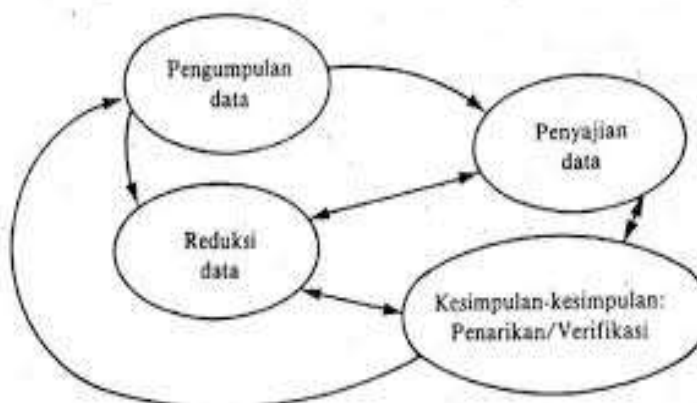 Pengumpulan
data
Penyajian
data
Reduksi
data
Kesimpulan-kesimpulan:
Penarikan/Verifikasi